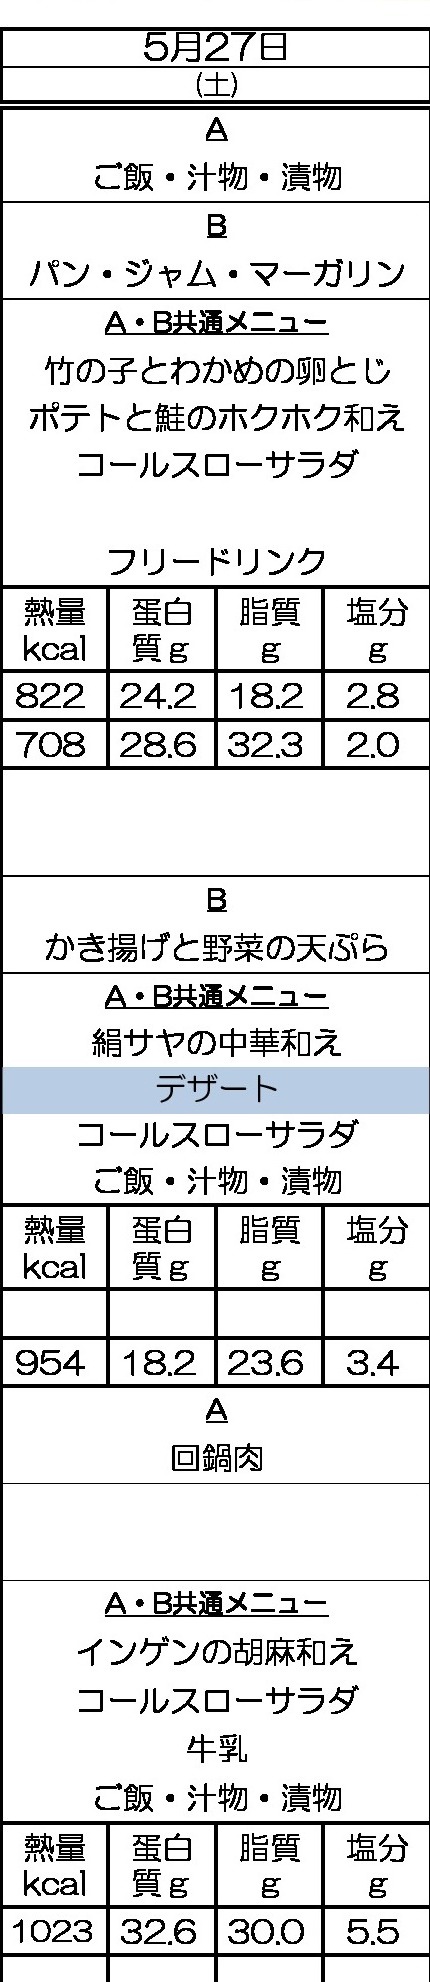 5月27日
(土)
A
ご飯・汁物・漬物
B
パン・ジャム・マーガリン
A・B共通メニュー
竹の子とわかめの卵とじ
ポテトと鮭のホクホク和え
コールスローサラダ
フリードリンク
熱量 蛋白 脂質 塩分
kcal 質g g g
822 24.2 18.2 2.8
708 28.6 32.3 2.0
B
かき揚げと野菜の天ぷら
A・B共通メニュー
絹サヤの中華和え
デザート
コールスローサラダ
ご飯・汁物・漬物
熱量 蛋白 脂質 塩分
kcal 質g g g
954 18.2 23.6 3.4
A
回鍋肉
A・B共通メニュー
インゲンの胡麻和え
コールスローサラダ
牛乳
ご飯・汁物・漬物
熱量 蛋白 脂質 塩分
kcal 質g g g
1023 32.6 30.0 5.5